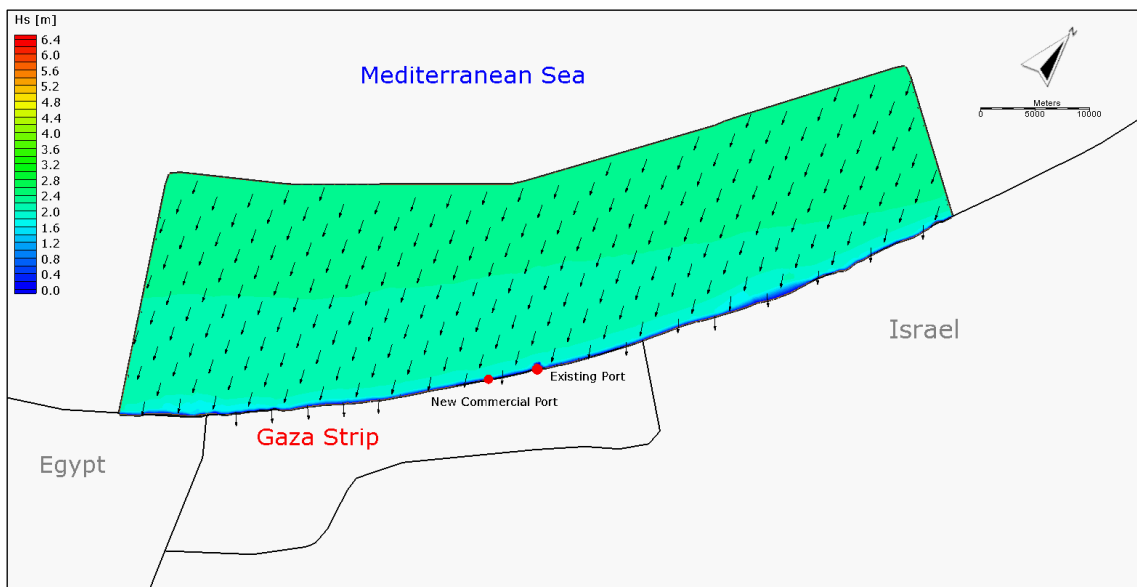 Hs [m]
6.4
6.0
5.6
5.2
4.8
4.4
4.0
3.6
3.2
2.8
2.4
2.0
1.6
1.2
0.8
0.4
0.0
Mediterranean Sea
N
Meters
0 5000 10000
Israel
Existing Port
New Commercial Port
Gaza Strip
Egypt